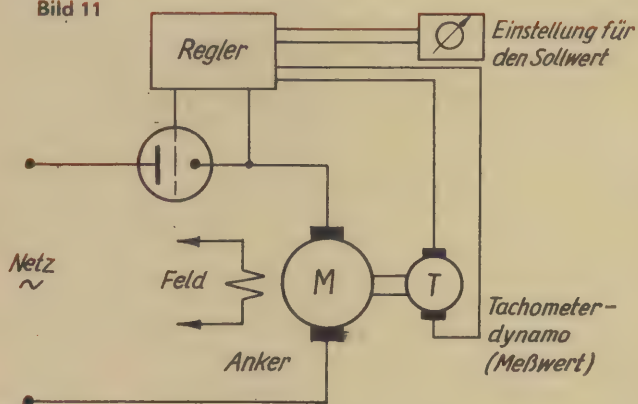 Bild 11
Regler
Einstellung für
den Sollwert
Netz
~
Feld
M
T
Anker
Tachometer-
dynamo
(Meßwert)